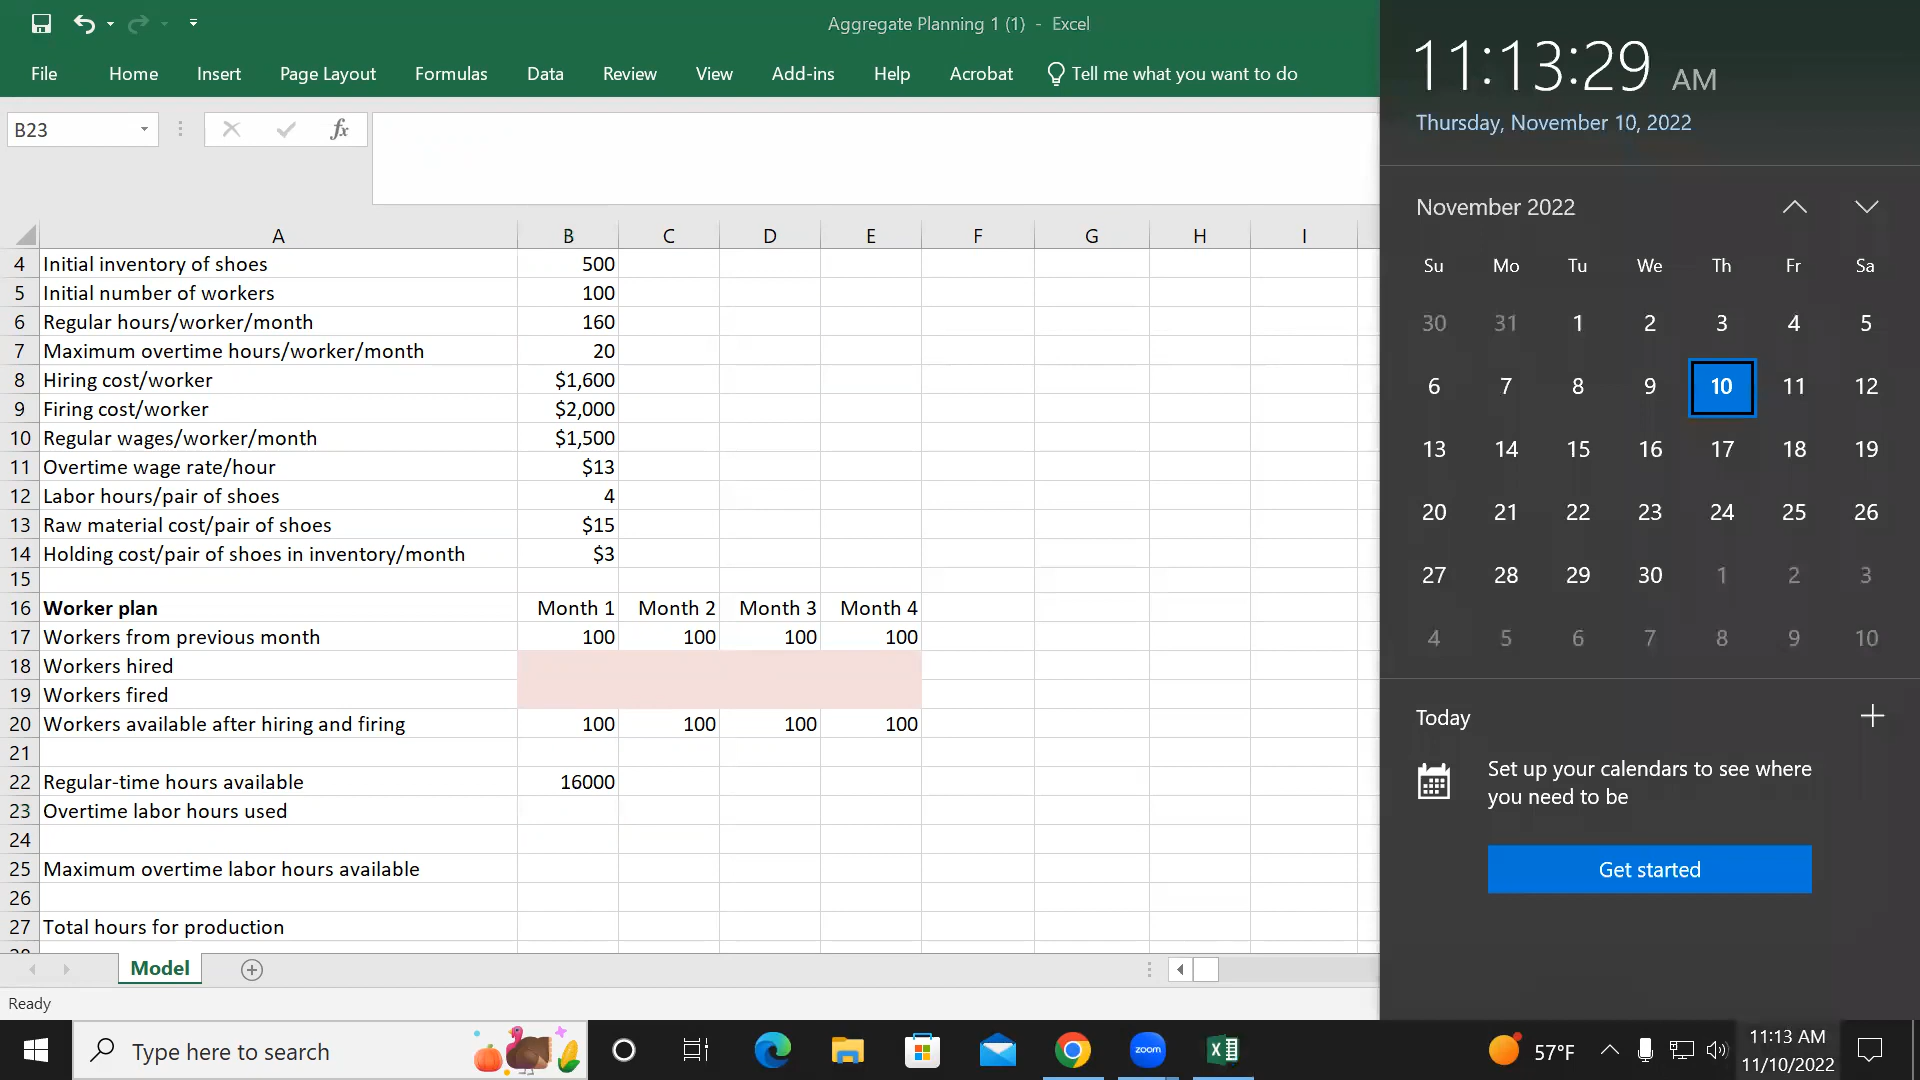 Aggregate Planning 1 (1) - Excel
File Home Insert Page Layout Formulas Data Review View Add-ins Help Acrobat Tell me what you want to do
B23 fx
A B C D E F G H I
4 Initial inventory of shoes 500
5 Initial number of workers 100
6 Regular hours/worker/month 160
7 Maximum overtime hours/worker/month 20
8 Hiring cost/worker $1,600
9 Firing cost/worker $2,000
10 Regular wages/worker/month $1,500
11 Overtime wage rate/hour $13
12 Labor hours/pair of shoes 4
13 Raw material cost/pair of shoes $15
14 Holding cost/pair of shoes in inventory/month $3
15
16 Worker plan Month 1 Month 2 Month 3 Month 4
17 Workers from previous month 100 100 100 100
18 Workers hired
19 Workers fired
20 Workers available after hiring and firing 100 100 100 100
21
22 Regular-time hours available 16000
23 Overtime labor hours used
24
25 Maximum overtime labor hours available
26
27 Total hours for production
28
Model
Ready
11:13:29 AM
Thursday, November 10, 2022
November 2022
Su Mo Tu We Th Fr Sa
30 31 1 2 3 4 5
6 7 8 9 10 11 12
13 14 15 16 17 18 19
20 21 22 23 24 25 26
27 28 29 30 1 2 3
4 5 6 7 8 9 10
Today
Set up your calendars to see where
you need to be
Get started
Type here to search
zoom
57°F
11:13 AM
11/10/2022